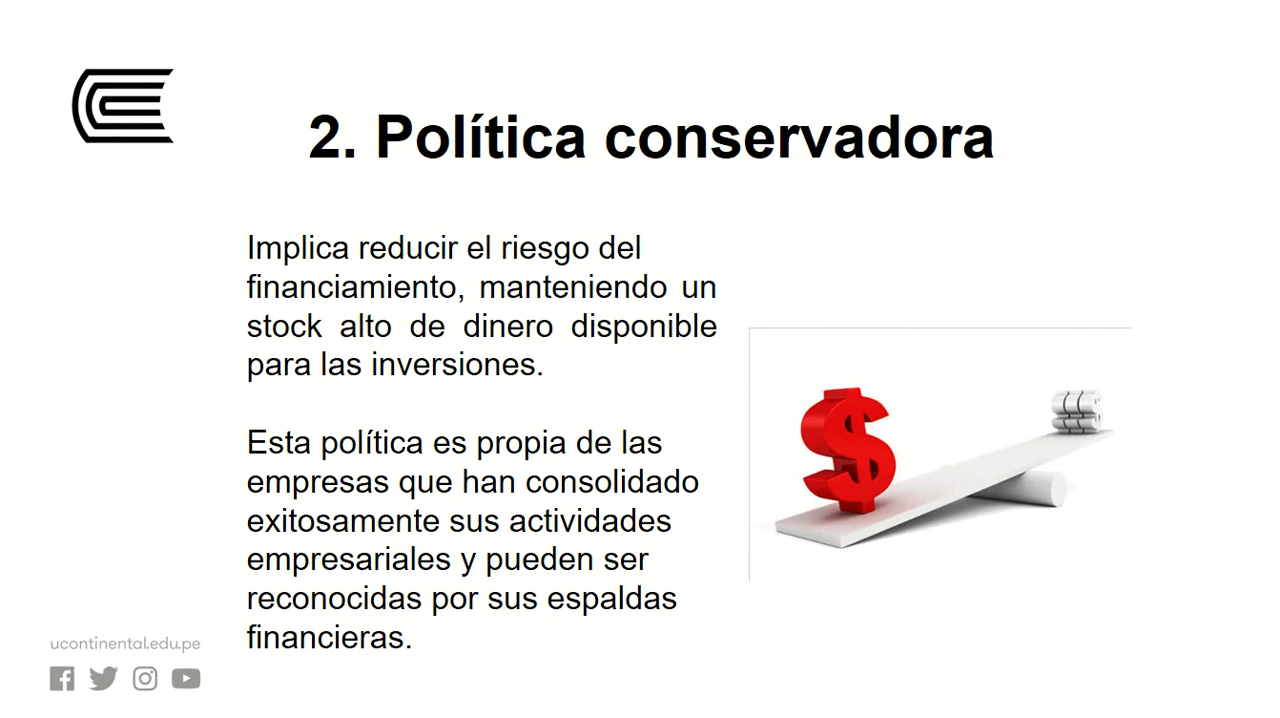 2. Política conservadora
Implica reducir el riesgo del
financiamiento, manteniendo un
stock alto de dinero disponible
para las inversiones.
Esta política es propia de las
empresas que han consolidado
exitosamente sus actividades
empresariales y pueden ser
reconocidas por sus espaldas
financieras.
$
ucontinental.edu.pe